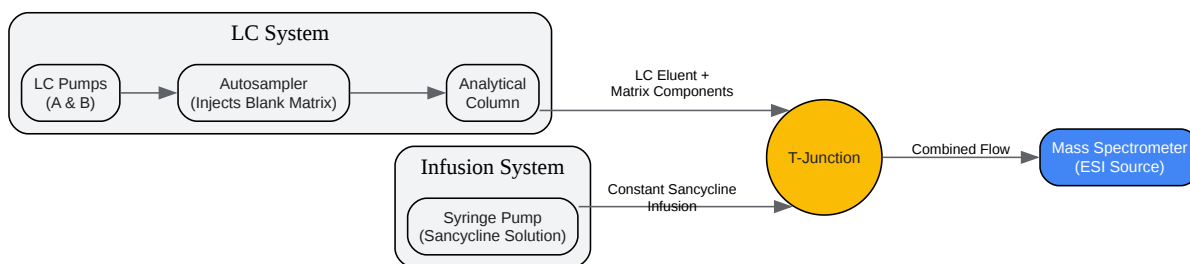 LC System
LC Pumps
(A & B)
Autosampler
(Injects Blank Matrix)
Analytical
Column
LC Eluent +
Matrix Components
Infusion System
Syringe Pump
(Sancycline Solution)
Constant Sancycline
Infusion
T-Junction
Combined Flow
Mass Spectrometer
(ESI Source)